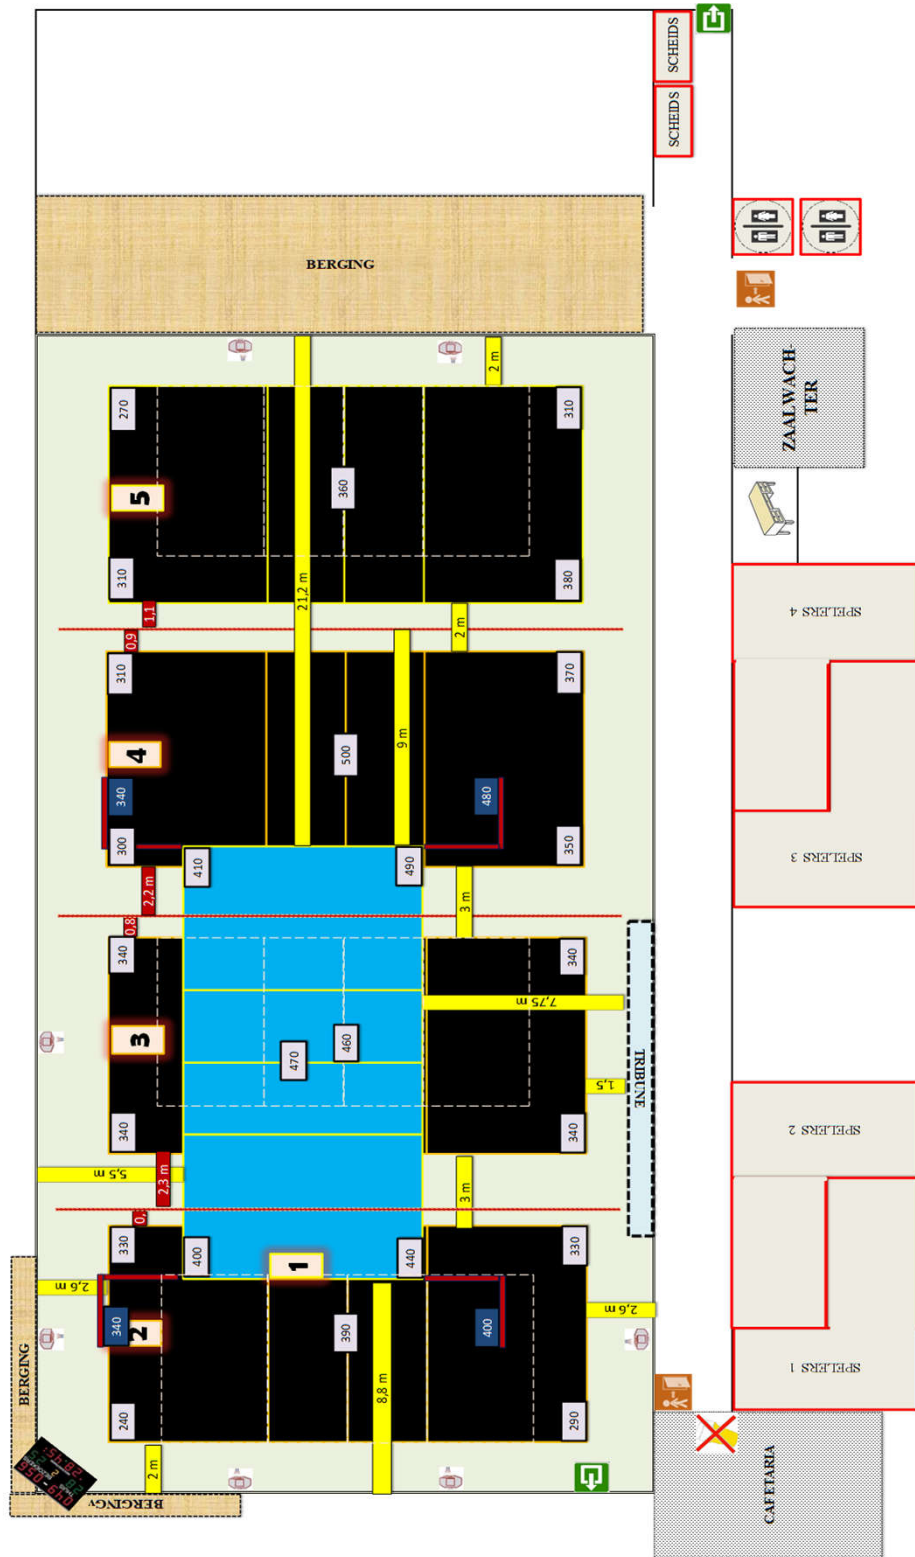 SCHEIDS
SCHEIDS
BERGING
2 m
270
310
5
360
ZAALWACH-
TER
310
380
21,2 m
1,1
0,9
2 m
SPELERS 4
310
370
4
500
9 m
340
480
300
350
410
490
SPELERS 3
2,2 m
3 m
0,8
340
340
7,75 m
3
470
460
TRIBUNE
1,5
340
340
SPELERS 2
5,5 m
2,3 m
3 m
0,
330
330
400
440
1
2,6 m
2,6 m
340
2
390
400
8,8 m
SPELERS 1
BERGING
240
290
2 m
CAFETARIA
BERGINGv